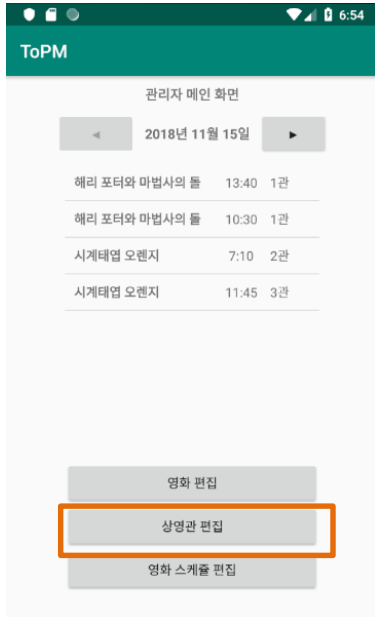 6:54
ToPM
관리자 메인 화면
◄ 2018년 11월 15일 ►
해리 포터와 마법사의 돌 13:40 1관
해리 포터와 마법사의 돌 10:30 1관
시계태엽 오렌지 7:10 2관
시계태엽 오렌지 11:45 3관
영화 편집
상영관 편집
영화 스케쥴 편집